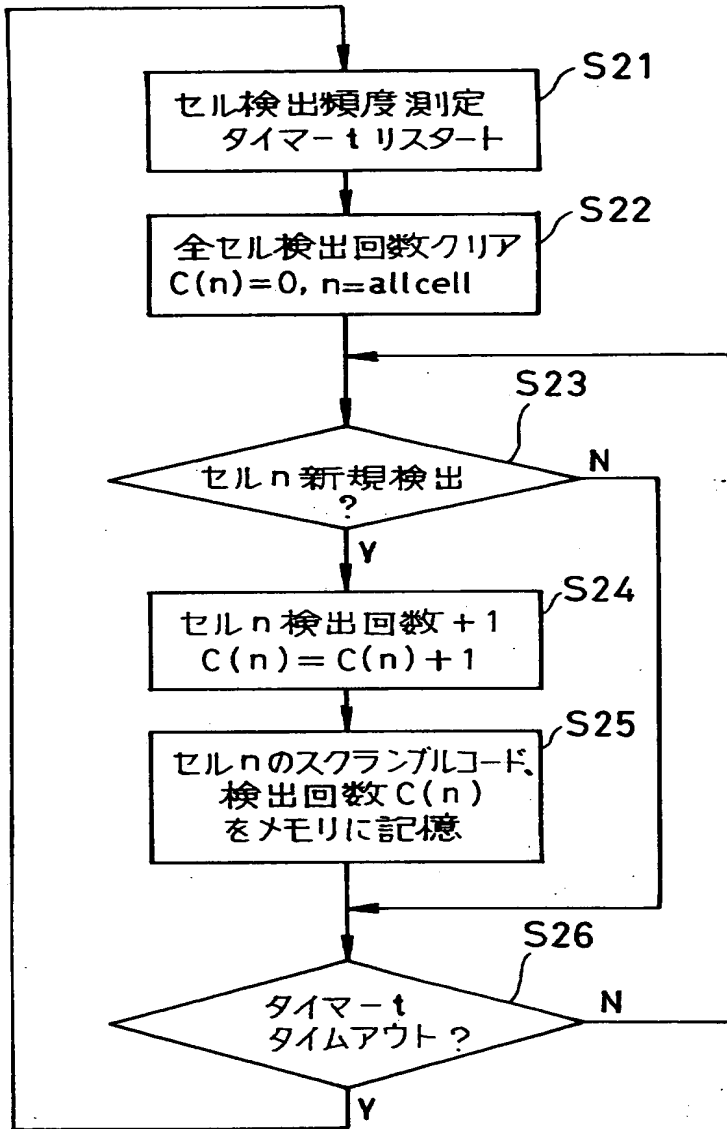 S21
セル検出頻度測定
タイマーt リスタート
S22
全セル検出回数クリア
C(n)=0, n=allcell
S23
セルn新規検出
?
N
Y
S24
セルn検出回数+1
C(n)=C(n)+1
S25
セルnのスクランブルコード、
検出回数C(n)
をメモリに記憶
S26
タイマーt
タイムアウト?
N
Y